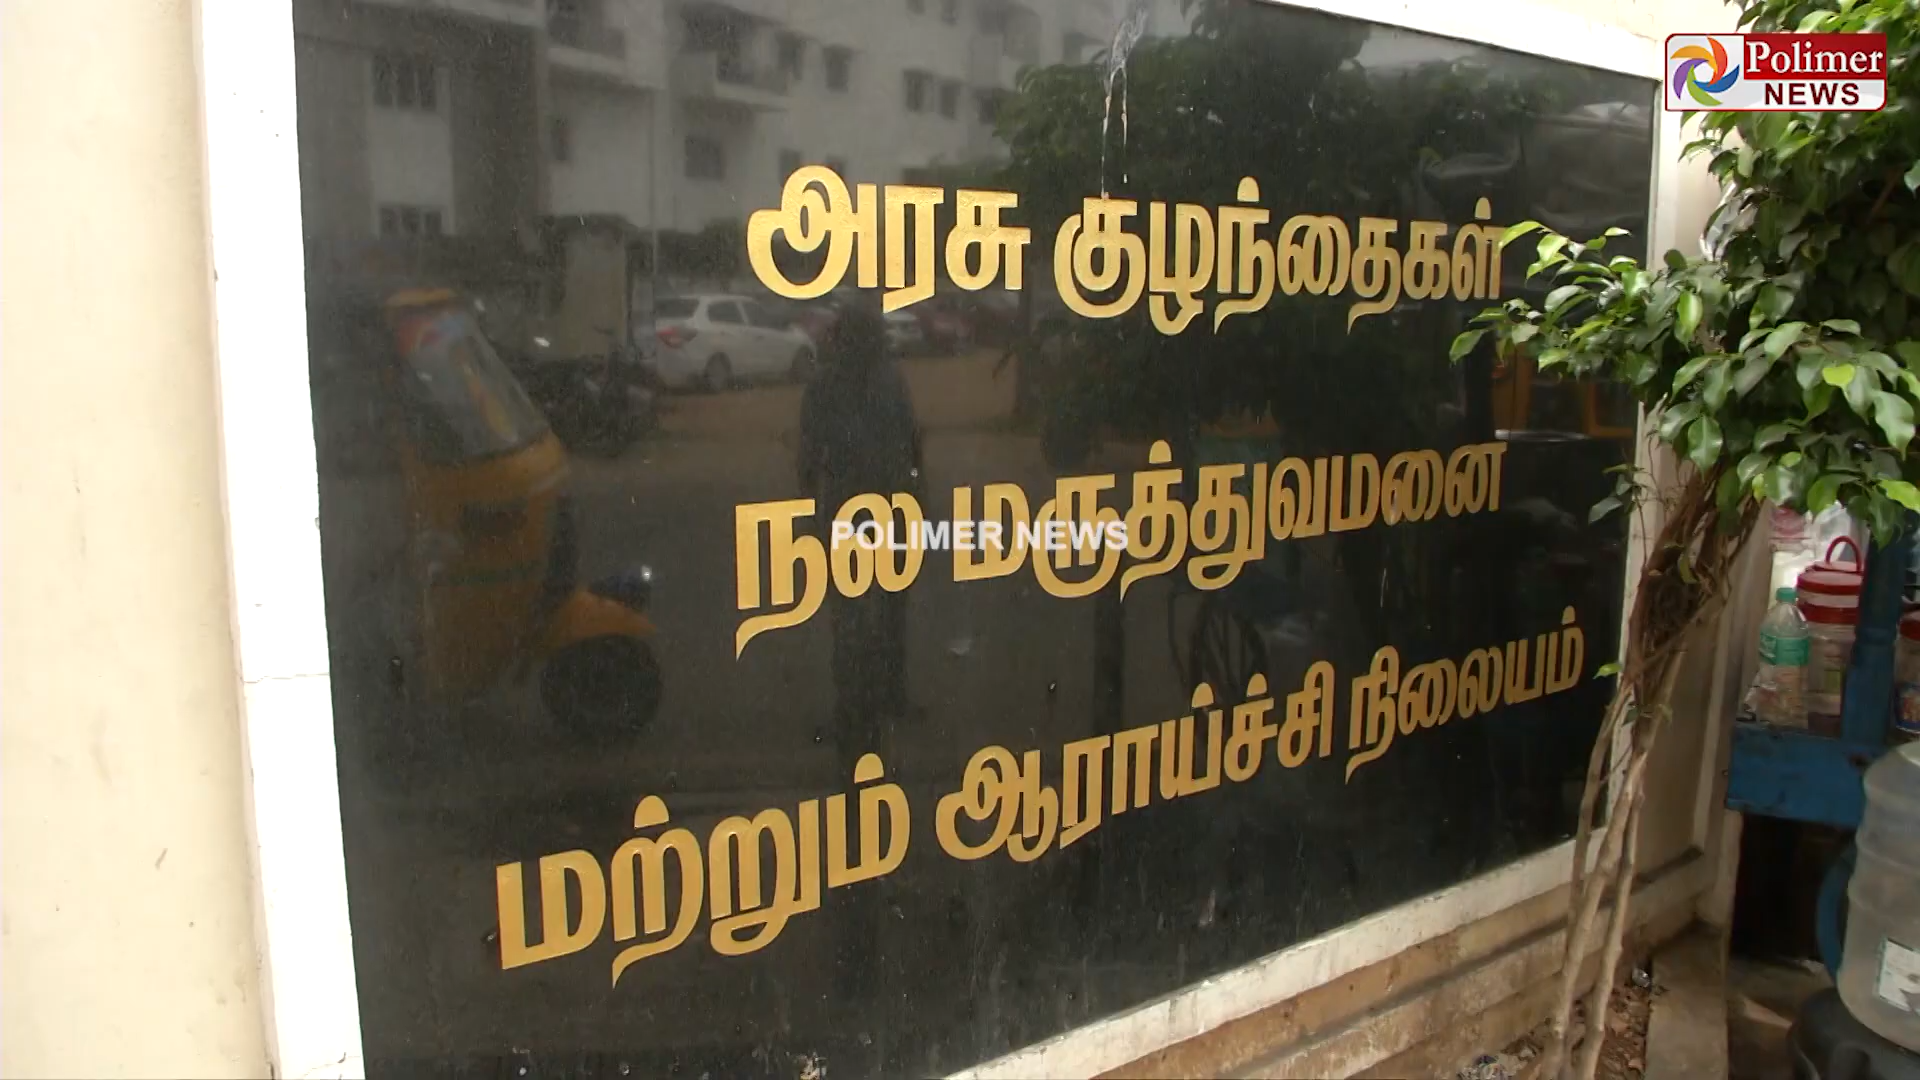 Polimer
NEWS
அரசு குழந்தைகள்
நல மருத்துவமனை
POLIMER NEWS
மற்றும் ஆராய்ச்சி நிலையம்